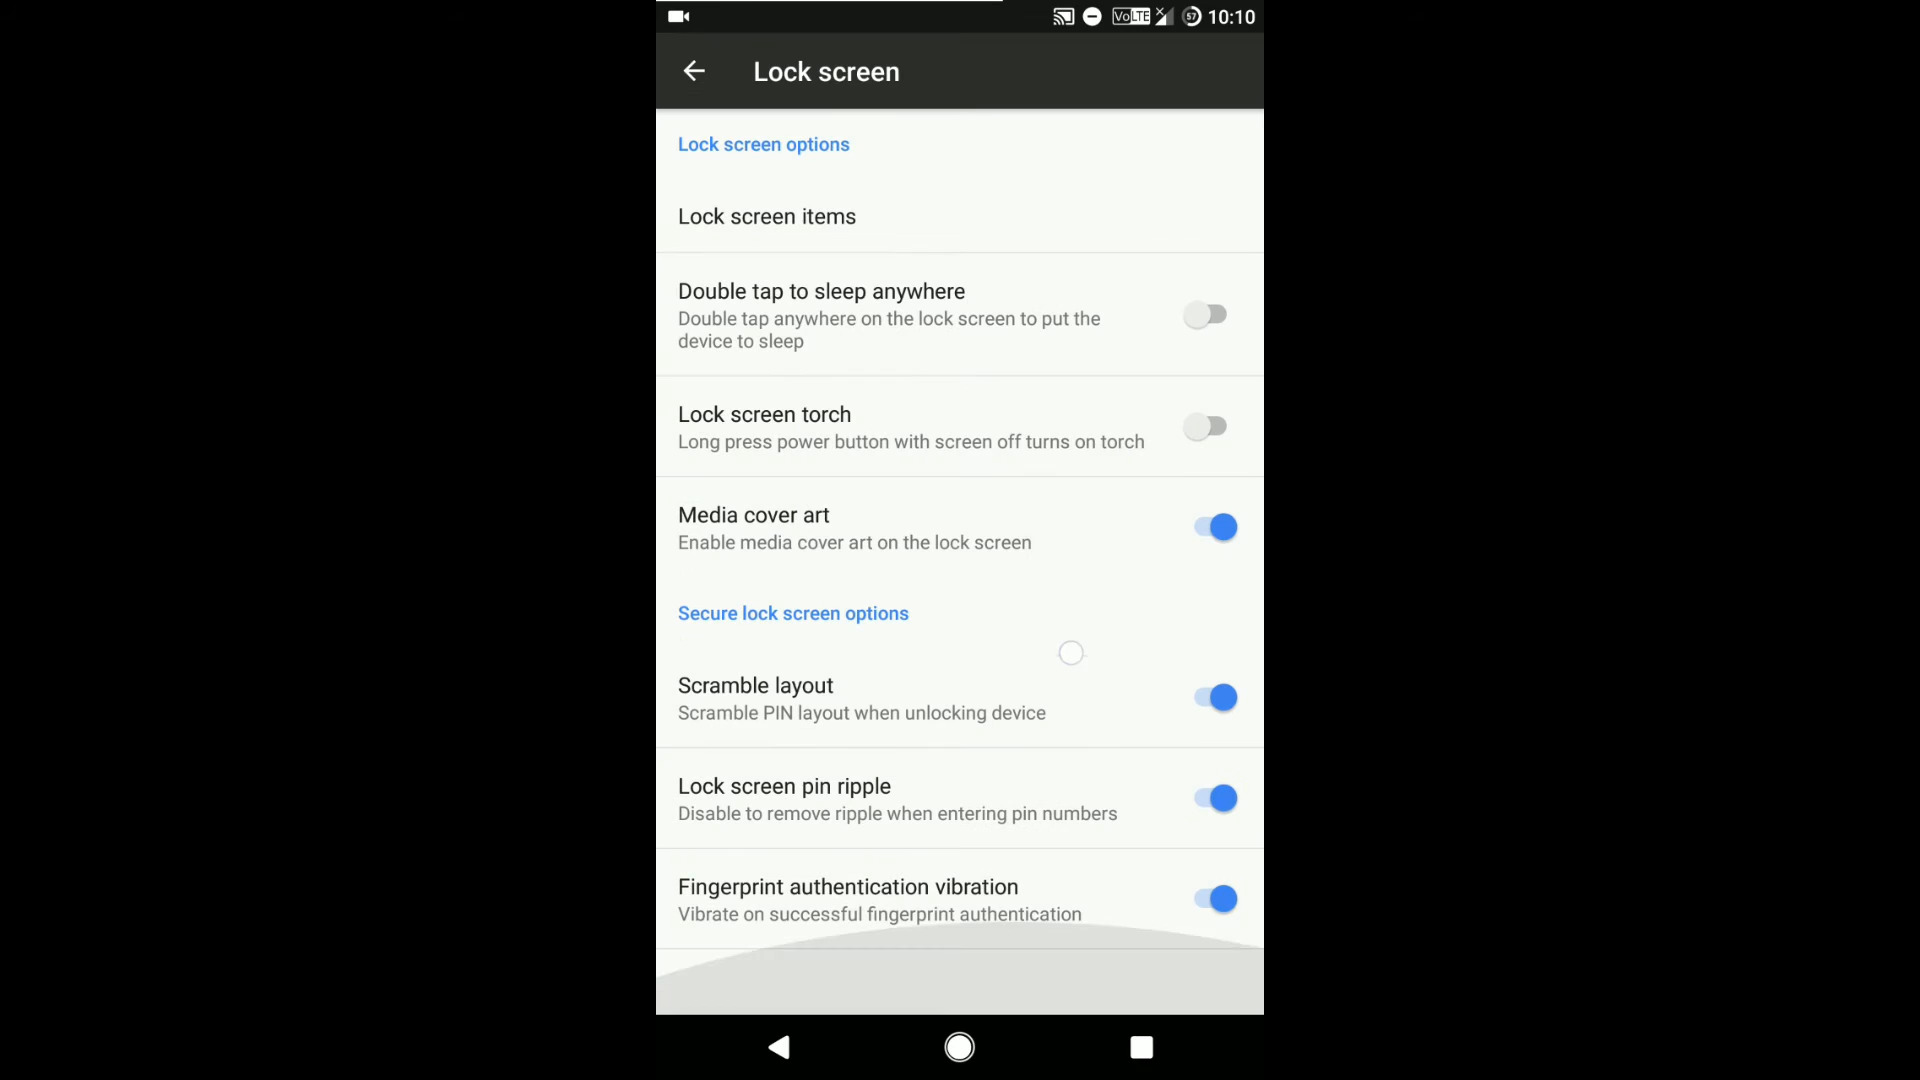 VoLTE 57 10:10
Lock screen
Lock screen options
Lock screen items
Double tap to sleep anywhere
Double tap anywhere on the lock screen to put the
device to sleep
Lock screen torch
Long press power button with screen off turns on torch
Media cover art
Enable media cover art on the lock screen
Secure lock screen options
Scramble layout
Scramble PIN layout when unlocking device
Lock screen pin ripple
Disable to remove ripple when entering pin numbers
Fingerprint authentication vibration
Vibrate on successful fingerprint authentication